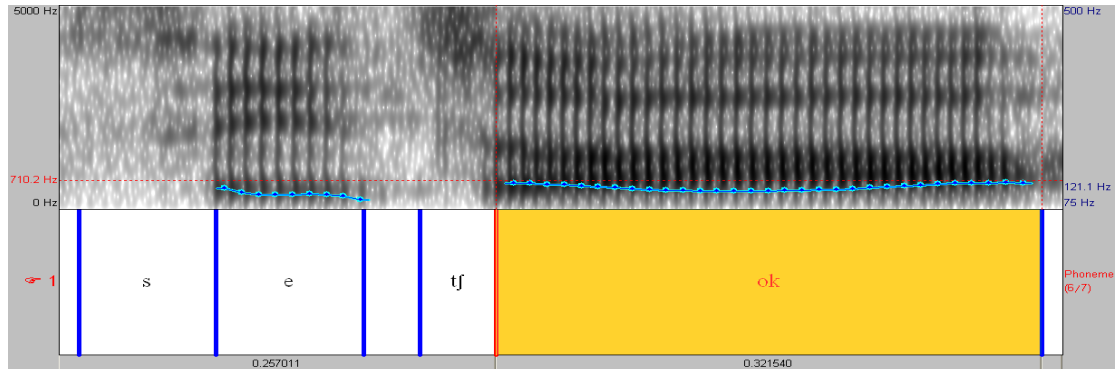 5000 Hz
500 Hz
710.2 Hz
121.1 Hz
0 Hz
75 Hz
☞ 1
s
e
tʃ
ok
Phoneme
(6/7)
0.257011
0.321540